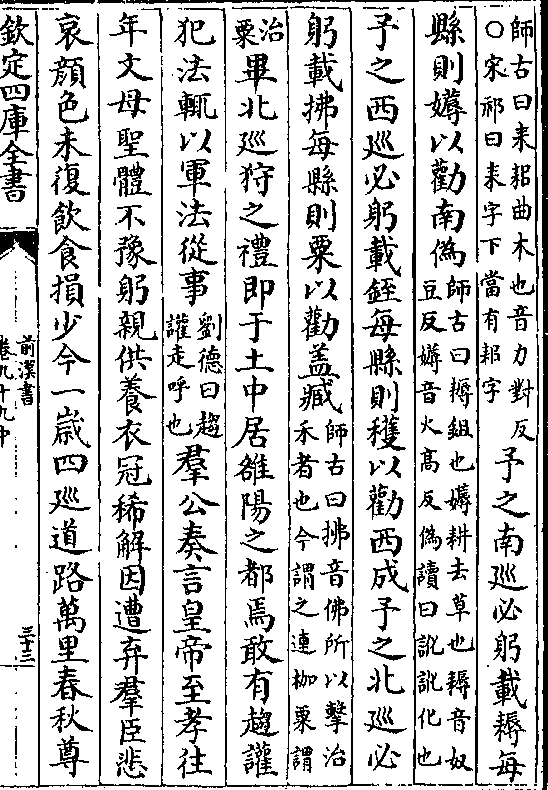 師古曰耒耜曲木也音力對反
○宋祁曰耒字下當有耜字
予之南巡必躬載耨每
縣則薅以勸南僞
師古曰耨鉏也薅耕去草也耨音奴
豆反薅音火髙反僞讀曰訛訛化也
予之西巡必躬載銍每縣則穫以勸西成予之北巡必
躬載拂每縣則粟以勸盖臧
師古曰拂音佛所以擊治
禾者也今謂之連枷粟謂
治
粟
畢北巡狩之禮即于土中居雒陽之都焉敢有趨讙
犯法輒以軍法從事
劉德曰趨
讙走呼也
羣公奏言皇帝至孝往
年文母聖體不豫躬親供養衣冠稀解因遭弃羣臣悲
哀顔色未復飲食損少今一嵗四巡道路萬里春秋尊
欽定四庫全書
前漢書
卷九十九中
三十三